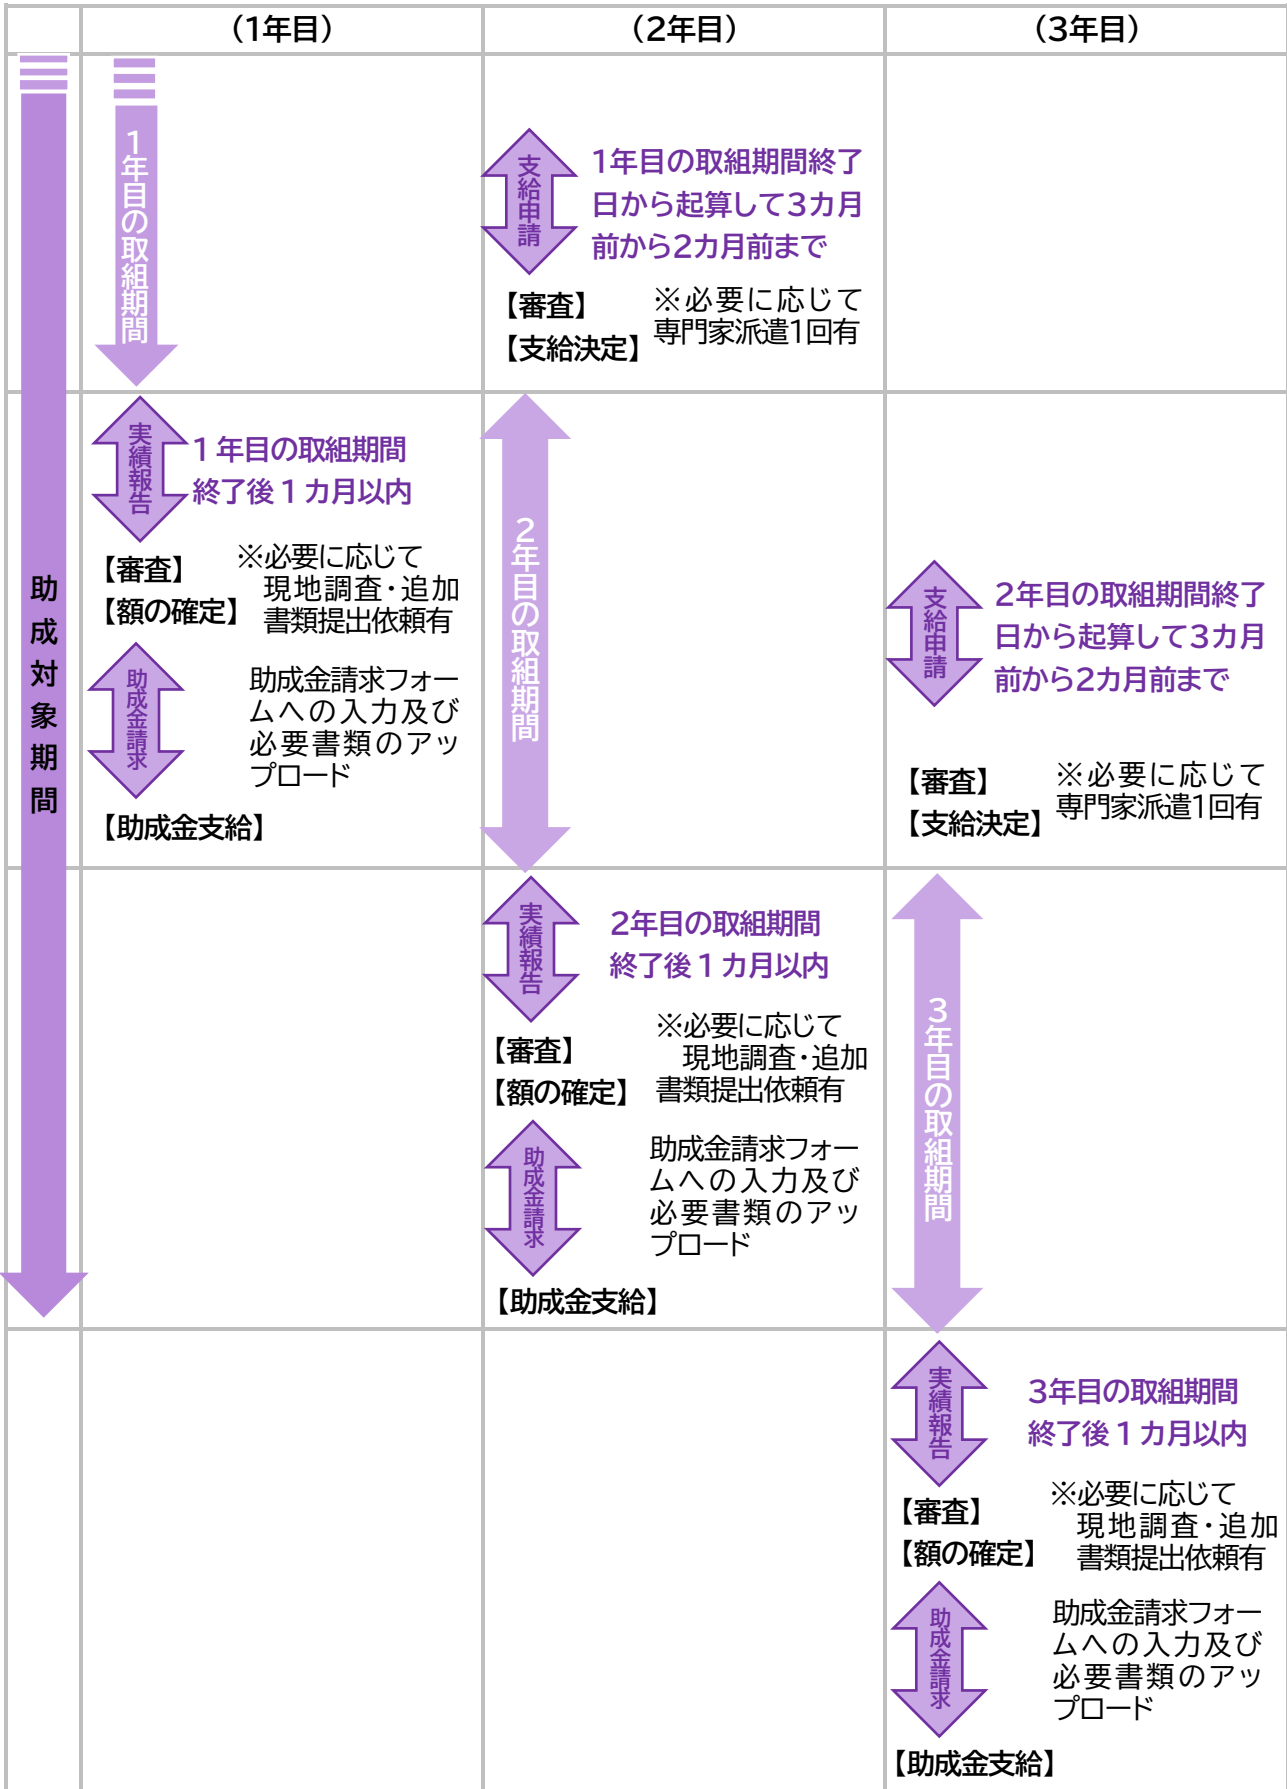 （1年目）
（2年目）
（3年目）
助成対象期間
1年目の取組期間
支給申請
1年目の取組期間終了
日から起算して3カ月
前から2カ月前まで
【審査】
【支給決定】
※必要に応じて
専門家派遣1回有
実績報告
1年目の取組期間
終了後1カ月以内
【審査】
【額の確定】
※必要に応じて
現地調査・追加
書類提出依頼有
助成金請求
助成金請求フォー
ムへの入力及び
必要書類のアッ
プロード
【助成金支給】
2年目の取組期間
支給申請
2年目の取組期間終了
日から起算して3カ月
前から2カ月前まで
【審査】
【支給決定】
※必要に応じて
専門家派遣1回有
実績報告
2年目の取組期間
終了後1カ月以内
【審査】
【額の確定】
※必要に応じて
現地調査・追加
書類提出依頼有
助成金請求
助成金請求フォー
ムへの入力及び
必要書類のアッ
プロード
【助成金支給】
3年目の取組期間
実績報告
3年目の取組期間
終了後1カ月以内
【審査】
【額の確定】
※必要に応じて
現地調査・追加
書類提出依頼有
助成金請求
助成金請求フォー
ムへの入力及び
必要書類のアッ
プロード
【助成金支給】